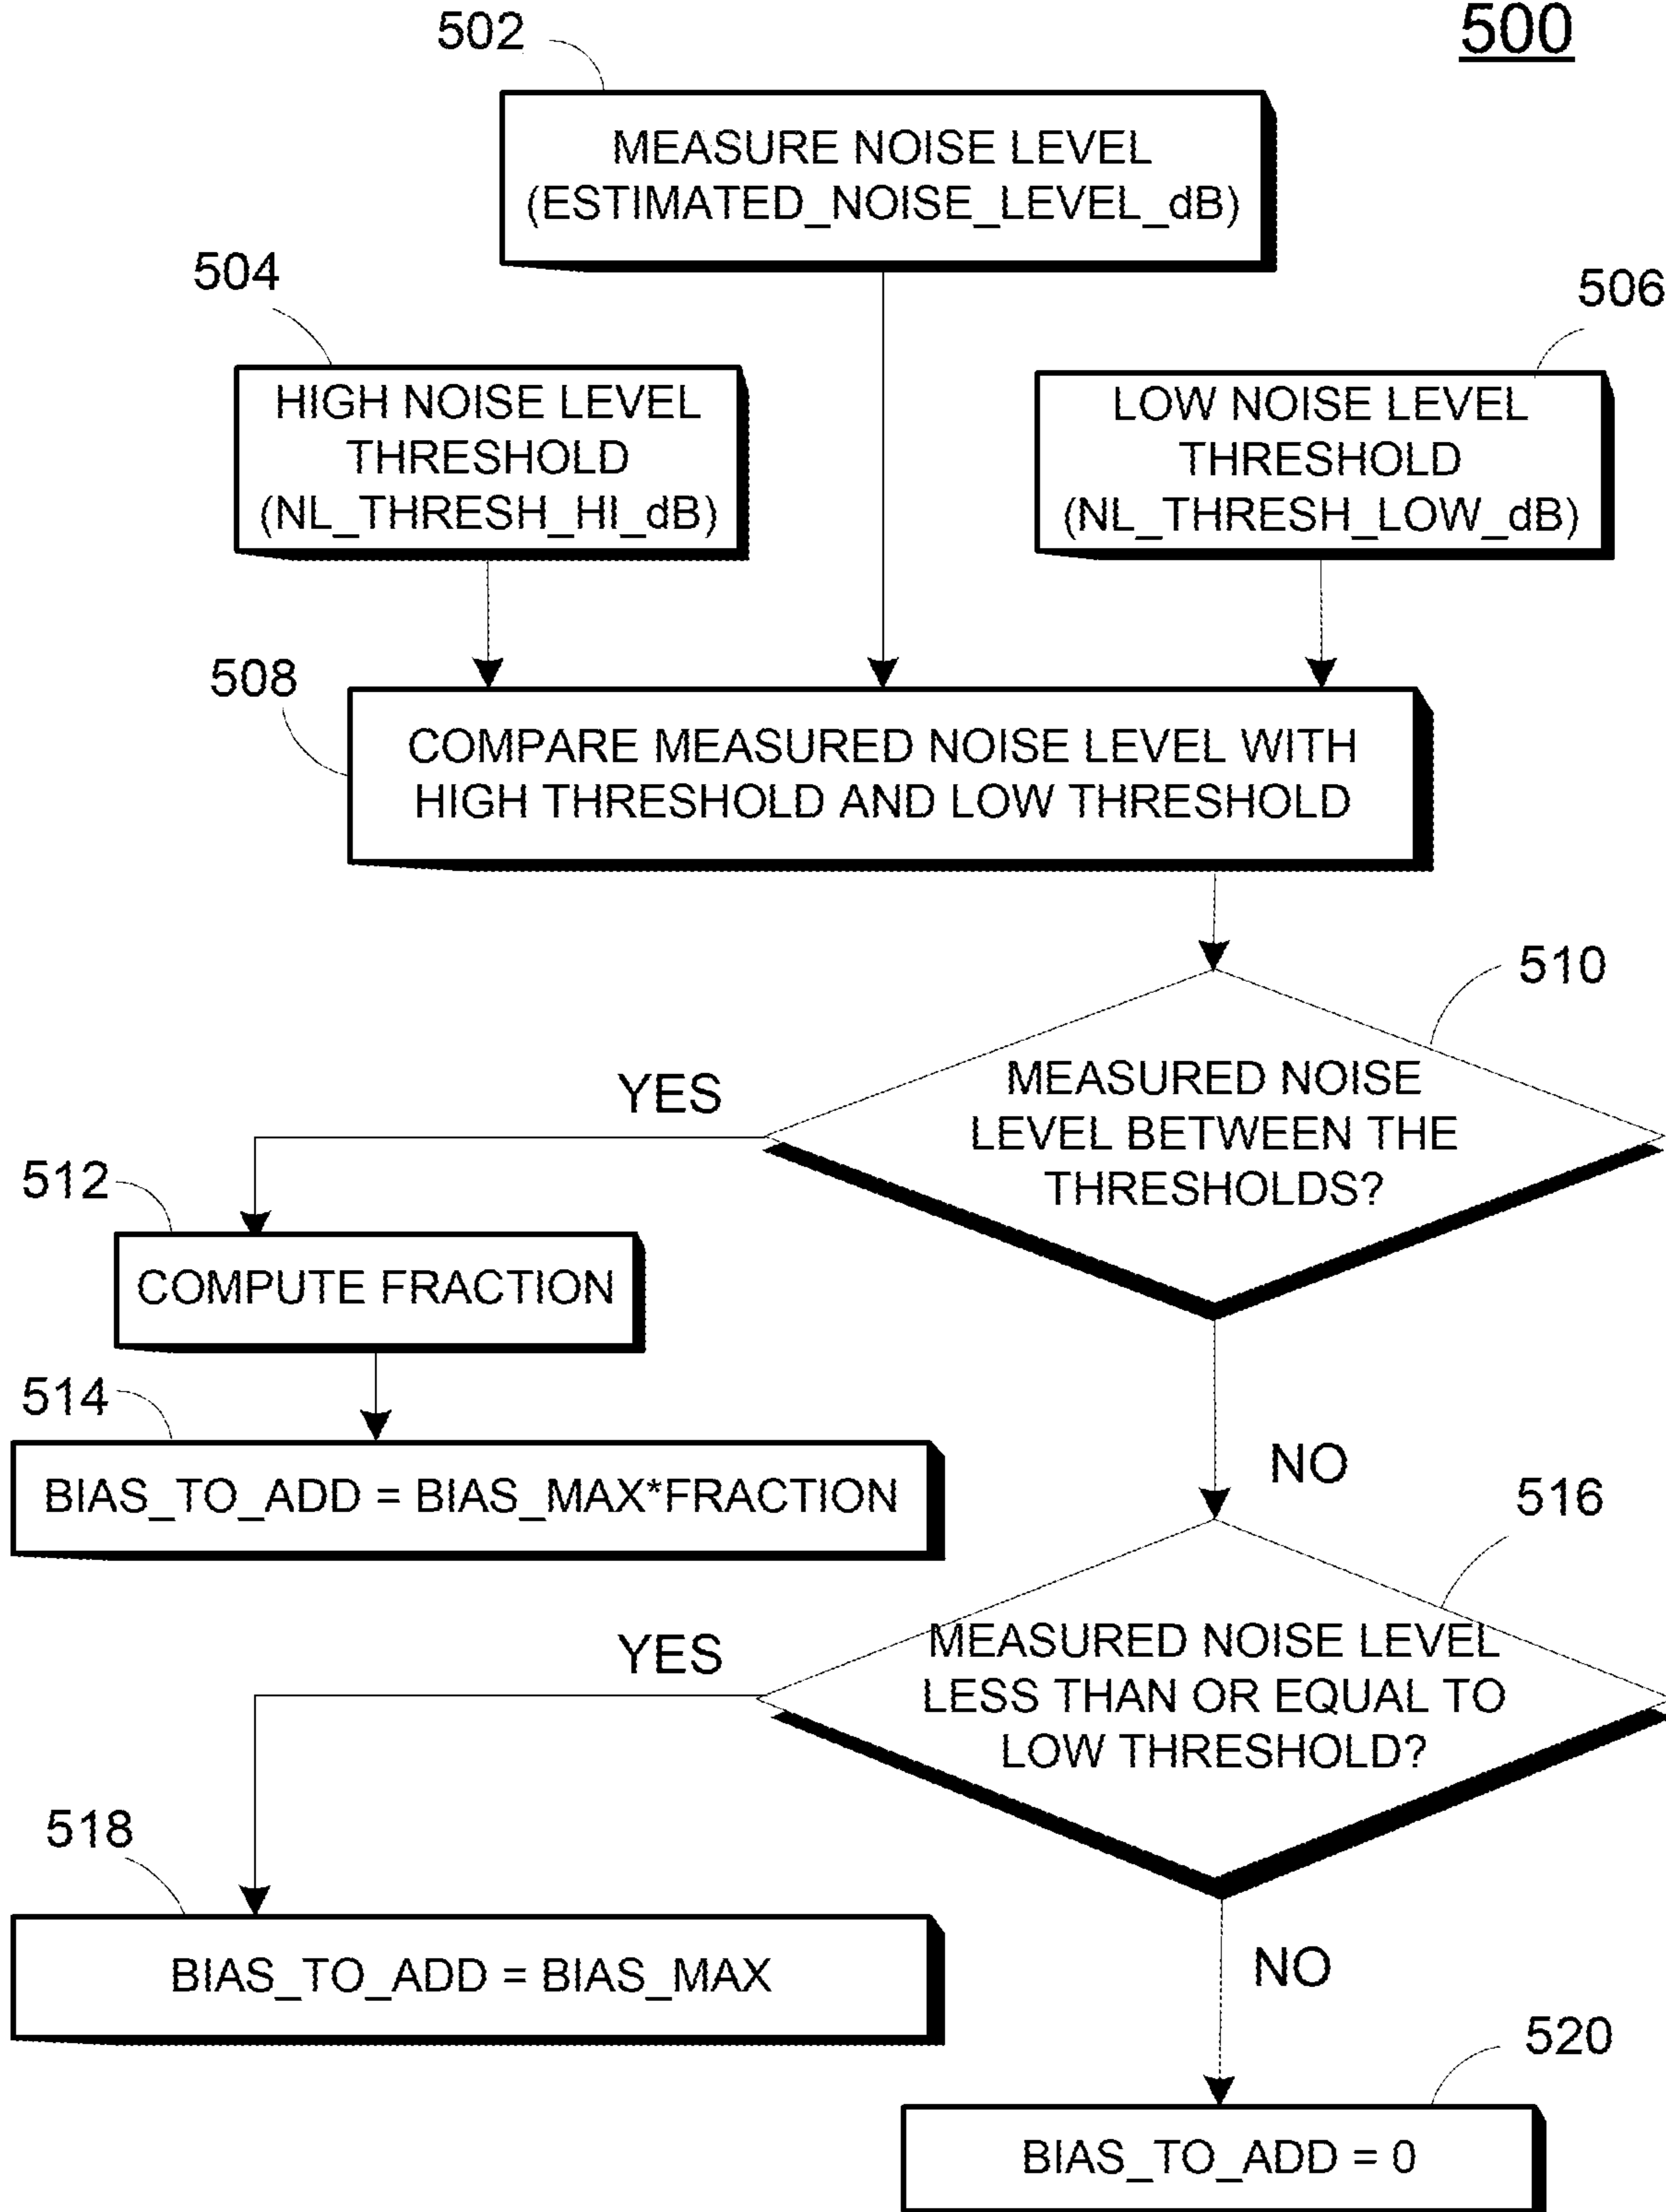 500
502
MEASURE NOISE LEVEL
(ESTIMATED_NOISE_LEVEL_dB)
504
506
HIGH NOISE LEVEL
THRESHOLD
(NL_THRESH_HI_dB)
LOW NOISE LEVEL
THRESHOLD
(NL_THRESH_LOW_dB)
508
COMPARE MEASURED NOISE LEVEL WITH
HIGH THRESHOLD AND LOW THRESHOLD
510
MEASURED NOISE
LEVEL BETWEEN THE
THRESHOLDS?
YES
512
COMPUTE FRACTION
514
BIAS_TO_ADD = BIAS_MAX*FRACTION
NO
516
MEASURED NOISE LEVEL
LESS THAN OR EQUAL TO
LOW THRESHOLD?
YES
518
BIAS_TO_ADD = BIAS_MAX
NO
520
BIAS_TO_ADD = 0